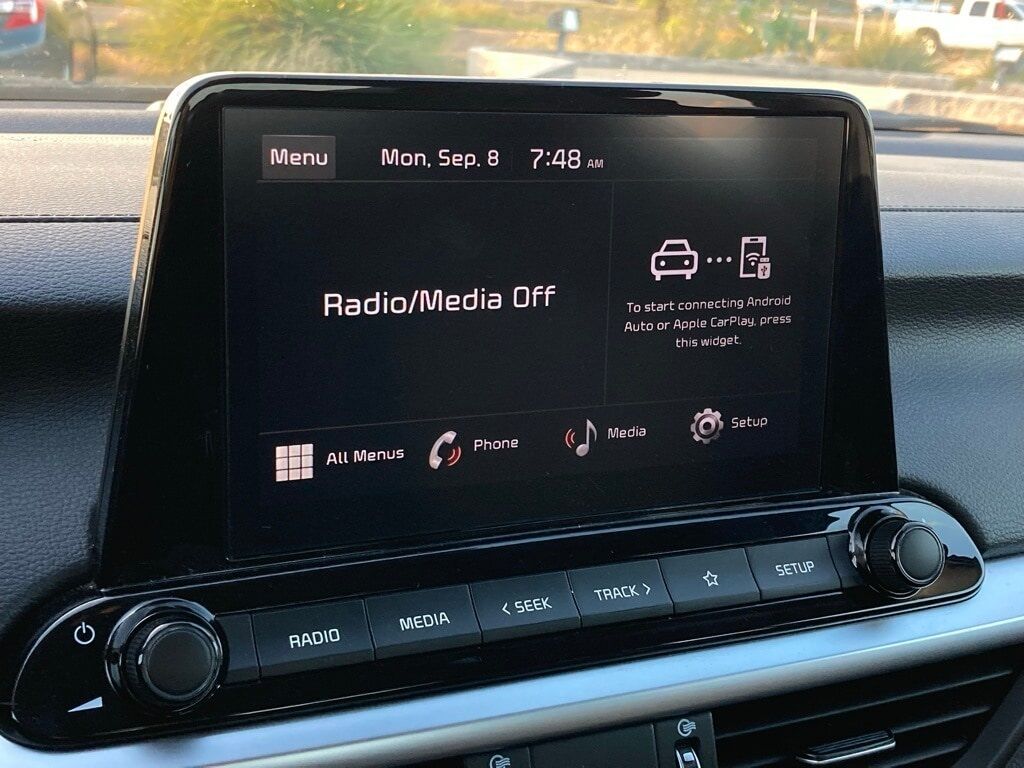 Menu
Mon, Sep. 8
7:48 AM
Radio/Media Off
To start connecting Android
Auto or Apple CarPlay, press
this widget.
All Menus
Phone
Media
Setup
RADIO
MEDIA
< SEEK
TRACK >
SETUP